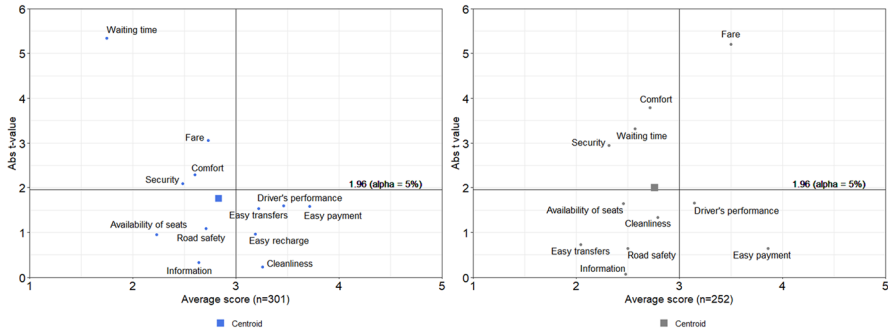 6
5
4
3
2
1
0
Abs t-value
Waiting time
Fare
Comfort
Security
1.96 (alpha = 5%)
Driver's performance
Easy transfers
Easy payment
Availability of seats
Road safety
Easy recharge
Information
Cleanliness
1
2
3
4
5
Average score (n=301)
Centroid
6
5
4
3
2
1
0
Abs t value
Fare
Comfort
Waiting time
Security
1.96 (alpha = 5%)
Availability of seats
Driver's performance
Cleanliness
Easy transfers
Road safety
Easy payment
Information
1
2
3
4
5
Average score (n=252)
Centroid